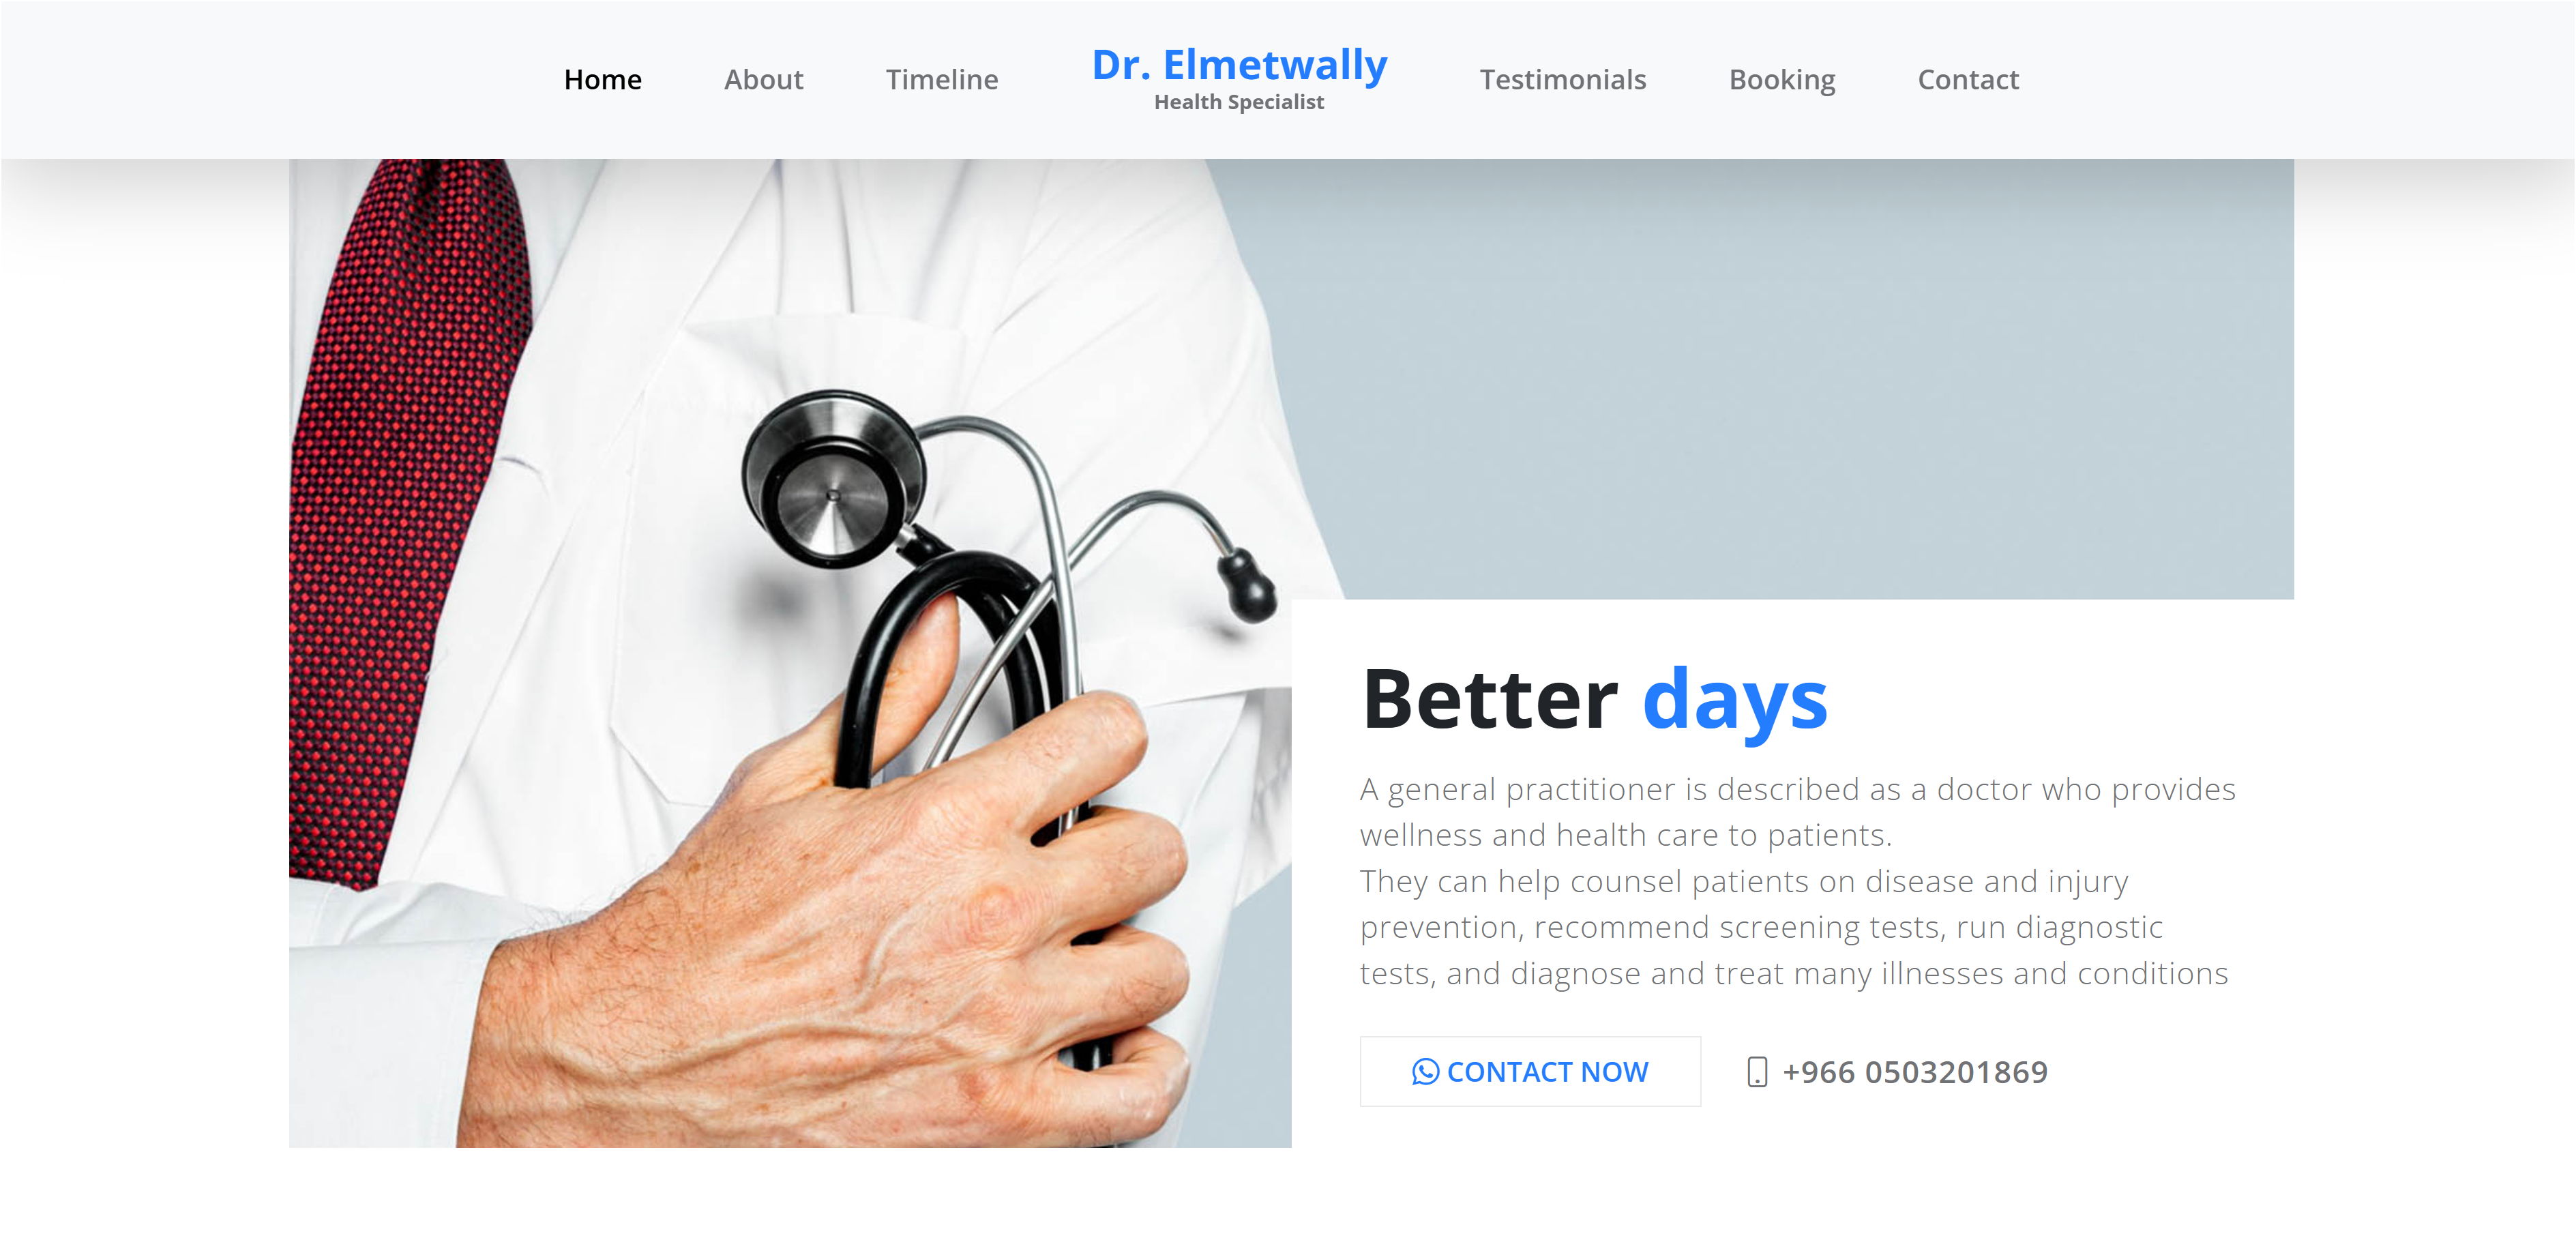 Home
About
Timeline
Dr. Elmetwally
Health Specialist
Testimonials
Booking
Contact
Better days
A general practitioner is described as a doctor who provides
wellness and health care to patients.
They can help counsel patients on disease and injury
prevention, recommend screening tests, run diagnostic
tests, and diagnose and treat many illnesses and conditions
CONTACT NOW
+966 0503201869